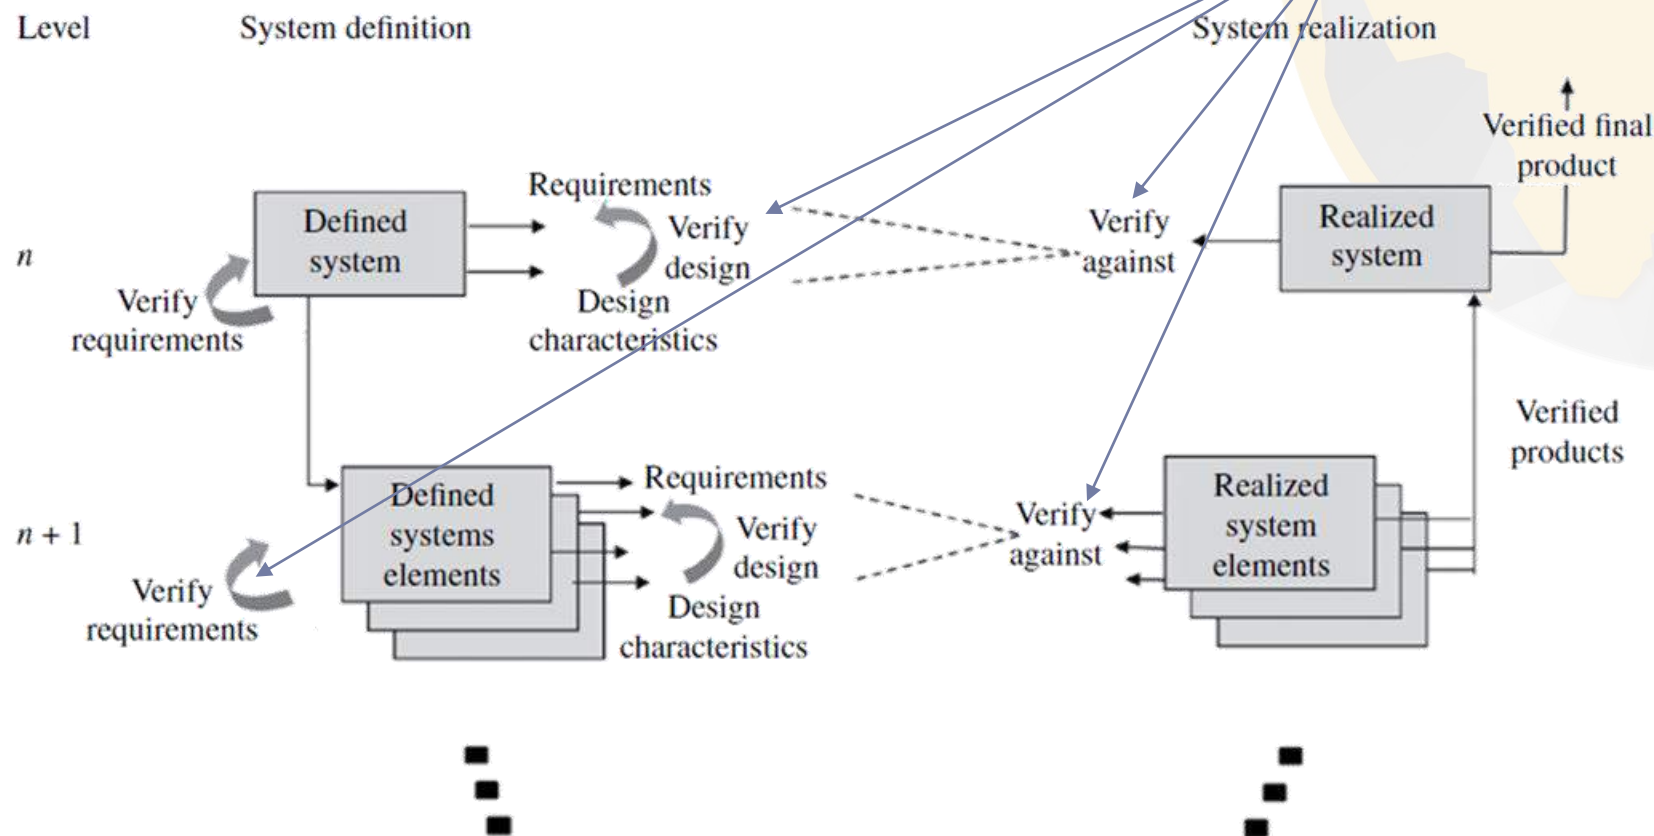 Level
System definition
System realization
Verified final
product
Requirements
Defined
system
Verify
design
Verify
against
Realized
system
n
Verify
requirements
Design
characteristics
Verified
products
Requirements
Defined
systems
elements
Verify
design
Verify
against
Realized
system
elements
n + 1
Verify
requirements
Design
characteristics